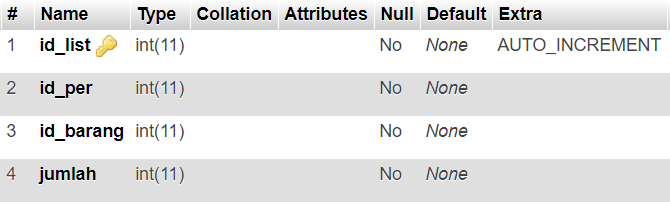 # Name Type Collation Attributes Null Default Extra
1 id_list int(11) No None AUTO_INCREMENT
2 id_per int(11) No None
3 id_barang int(11) No None
4 jumlah int(11) No None